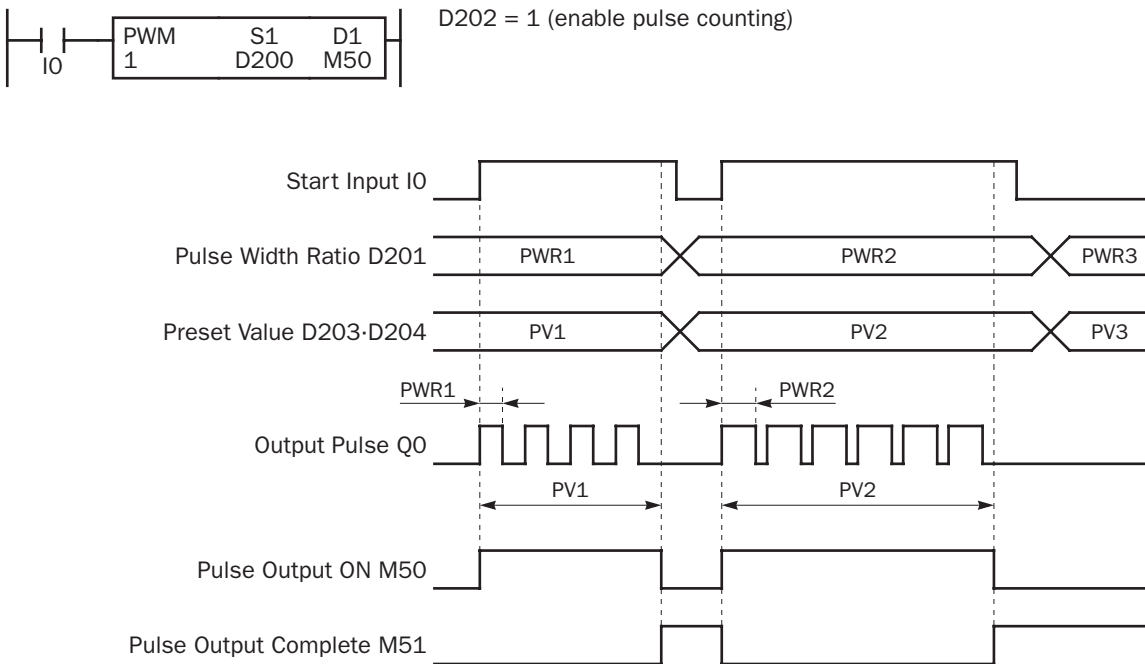 D202 = 1 (enable pulse counting)
PWM S1 D1
1 D200 M50
I0
Start Input I0
Pulse Width Ratio D201 PWR1 PWR2 PWR3
Preset Value D203·D204 PV1 PV2 PV3
PWR1 PWR2
Output Pulse Q0
PV1 PV2
Pulse Output ON M50
Pulse Output Complete M51